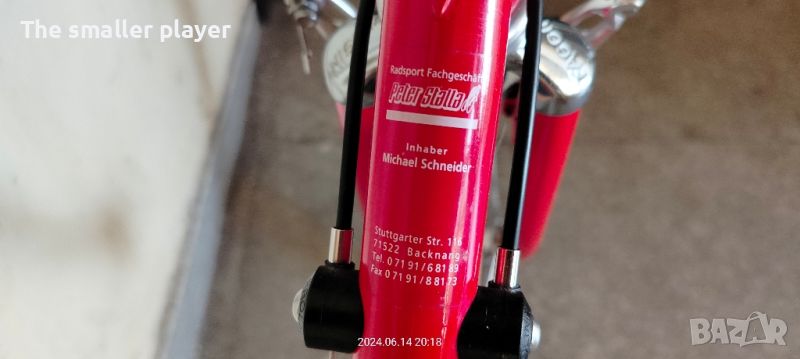 The smaller player
Radsport Fachgeschäft
Peter Stalla
Inhaber
Michael Schneider
Stuttgarter Str. 116
71522 Backnang
Tel. 07191/68189
Fax 07191/88173
2024.06.14 20:18
BAZAR